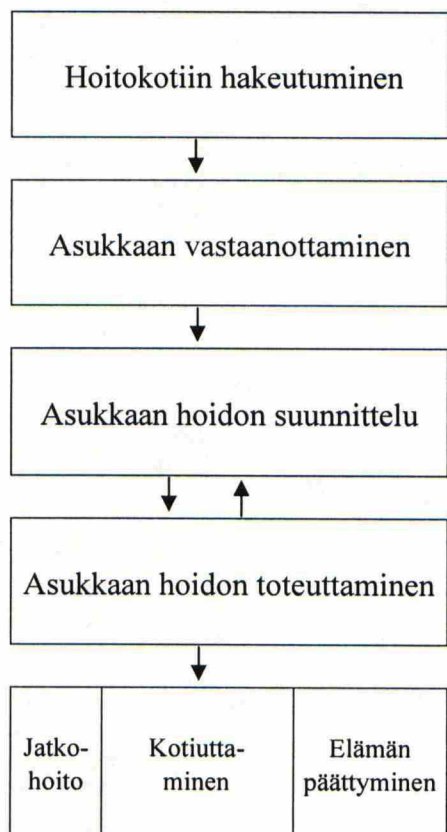 Hoitokotiin hakeutuminen
Asukkaan vastaanottaminen
Asukkaan hoidon suunnittelu
Asukkaan hoidon toteuttaminen
Jatko-
hoito
Kotiutta-
minen
Elämän
päättyminen